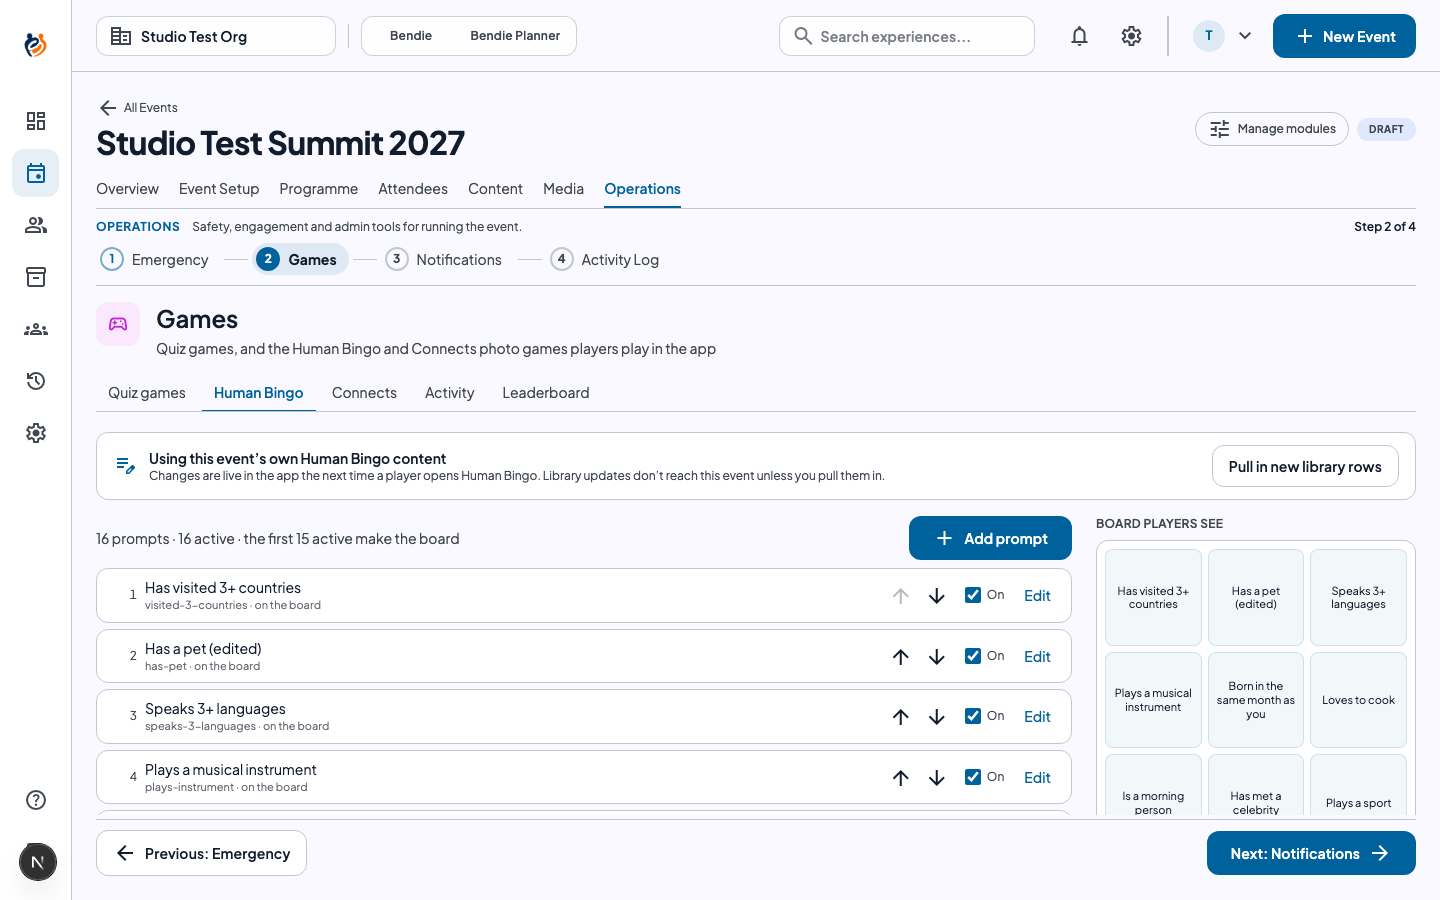 Studio Test Org
Bendie
Bendie Planner
Search experiences...
T
New Event
All Events
Studio Test Summit 2027
Manage modules
DRAFT
Overview
Event Setup
Programme
Attendees
Content
Media
Operations
OPERATIONS
Safety, engagement and admin tools for running the event.
Step 2 of 4
1
Emergency
2
Games
3
Notifications
4
Activity Log
Games
Quiz games, and the Human Bingo and Connects photo games players play in the app
Quiz games
Human Bingo
Connects
Activity
Leaderboard
Using this event's own Human Bingo content
Changes are live in the app the next time a player opens Human Bingo. Library updates don't reach this event unless you pull them in.
Pull in new library rows
16 prompts · 16 active · the first 15 active make the board
Add prompt
1
Has visited 3+ countries
visited-3-countries · on the board
On
Edit
2
Has a pet (edited)
has-pet · on the board
On
Edit
3
Speaks 3+ languages
speaks-3-languages · on the board
On
Edit
4
Plays a musical instrument
plays-instrument · on the board
On
Edit
BOARD PLAYERS SEE
Has visited 3+
countries
Has a pet
(edited)
Speaks 3+
languages
Plays a musical
instrument
Born in the
same month as
you
Loves to cook
Is a morning
person
Has met a
celebrity
Plays a sport
N
Previous: Emergency
Next: Notifications